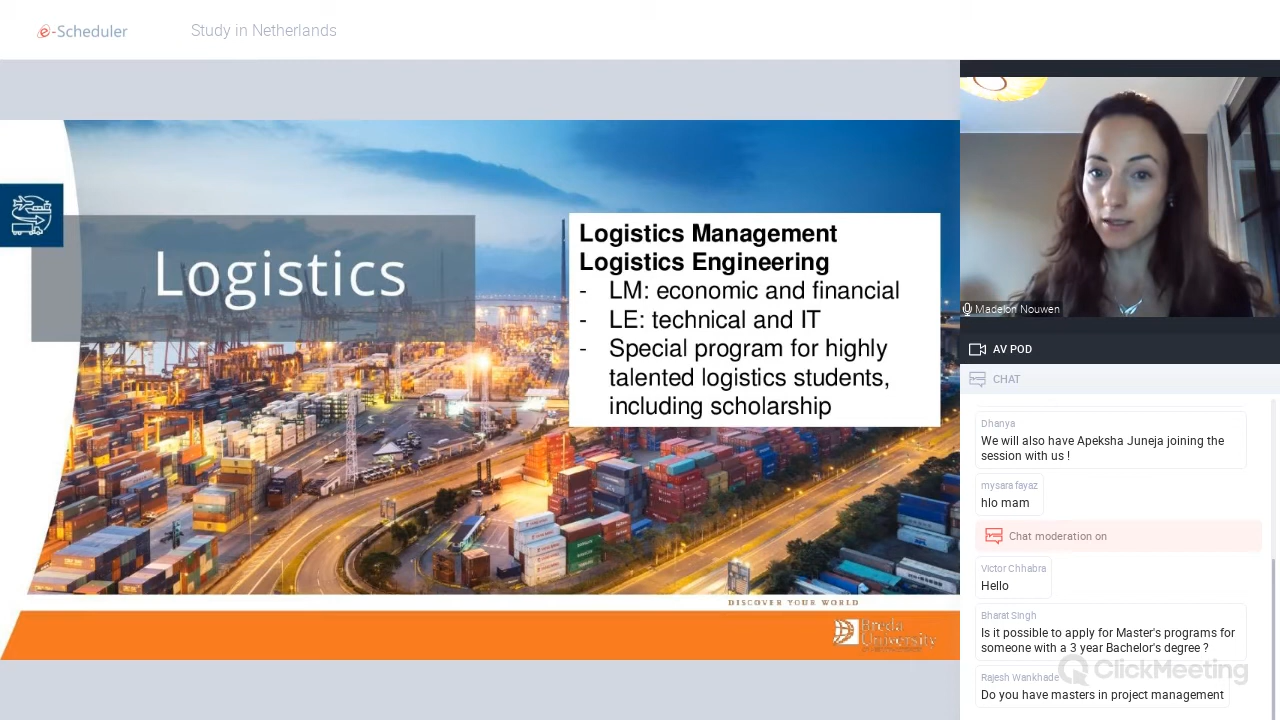 e-Scheduler
Study in Netherlands
Logistics
Logistics Management
Logistics Engineering
- LM: economic and financial
- LE: technical and IT
- Special program for highly
talented logistics students,
including scholarship
DISCOVER YOUR WORLD
Breda
University
Madelon Nouwen
AV POD
CHAT
Dhanya
We will also have Apeksha Juneja joining the
session with us !
mysara fayaz
hlo mam
Chat moderation on
Victor Chhabra
Hello
Bharat Singh
Is it possible to apply for Master's programs for
someone with a 3 year Bachelor's degree ?
Rajesh Wankhade
Do you have masters in project management
ClickMeeting